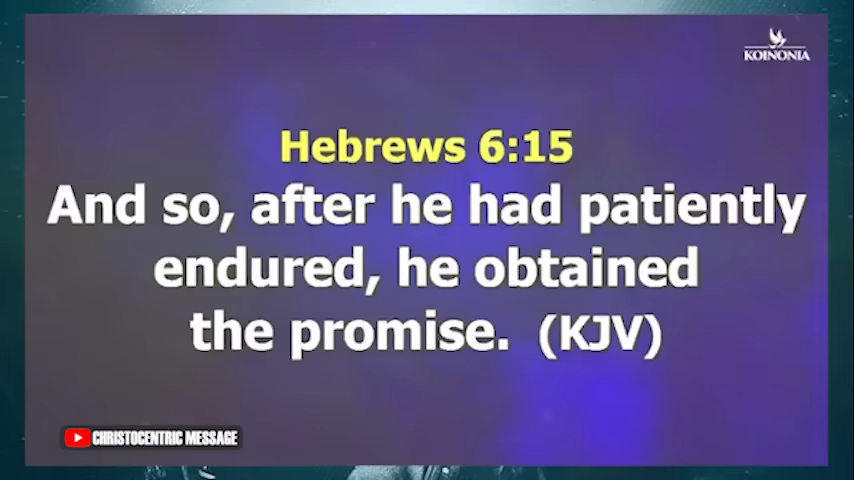 KOINONIA
Hebrews 6:15
And so, after he had patiently
endured, he obtained
the promise. (KJV)
CHRISTOCENTRIC MESSAGE